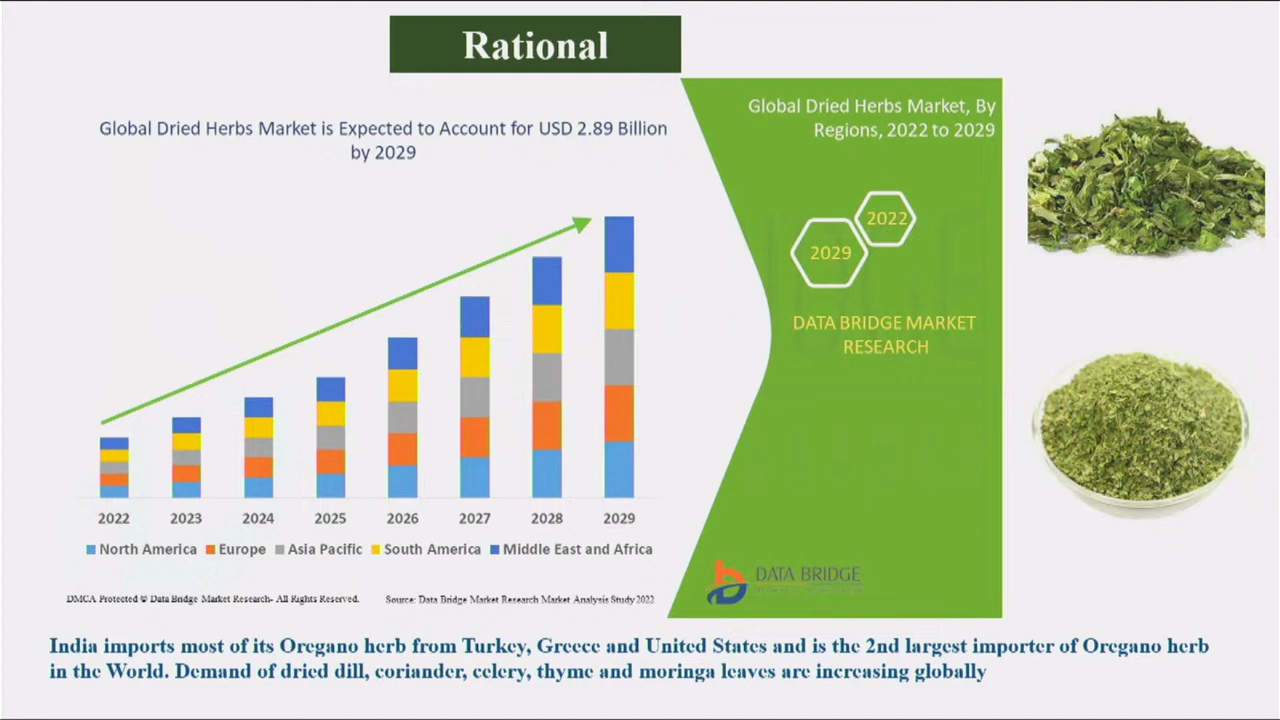 Rational
Global Dried Herbs Market is Expected to Account for USD 2.89 Billion
by 2029
Global Dried Herbs Market, By
Regions, 2022 to 2029
2022
2029
DATA BRIDGE MARKET
RESEARCH
2022 2023 2024 2025 2026 2027 2028 2029
North America Europe Asia Pacific South America Middle East and Africa
DATA BRIDGE
DMCA Protected © Data Bridge Market Research- All Rights Reserved.
Source: Data Bridge Market Research Market Analysis Study 2022
India imports most of its Oregano herb from Turkey, Greece and United States and is the 2nd largest importer of Oregano herb
in the World. Demand of dried dill, coriander, celery, thyme and moringa leaves are increasing globally